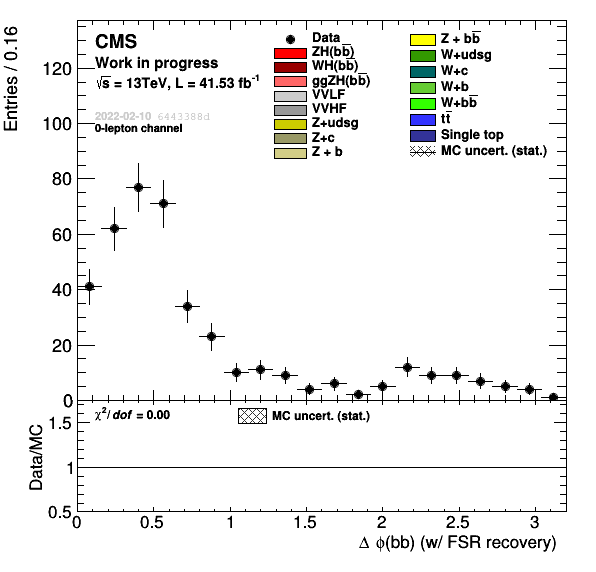 Entries / 0.16
CMS
Work in progress
√s = 13TeV, L = 41.53 fb⁻¹
2022-02-10 6443388d
0-lepton channel
Data
ZH(bb̅)
WH(bb̅)
ggZH(bb̅)
VVLF
VVHF
Z+udsg
Z+c
Z + b
Z + bb̅
W+udsg
W+c
W+b
W+bb̅
tt̅
Single top
MC uncert. (stat.)
120
100
80
60
40
20
0
χ²/dof = 0.00
MC uncert. (stat.)
Data/MC
1.5
1
0.5
0 0.5 1 1.5 2 2.5 3
Δ ϕ(bb) (w/ FSR recovery)